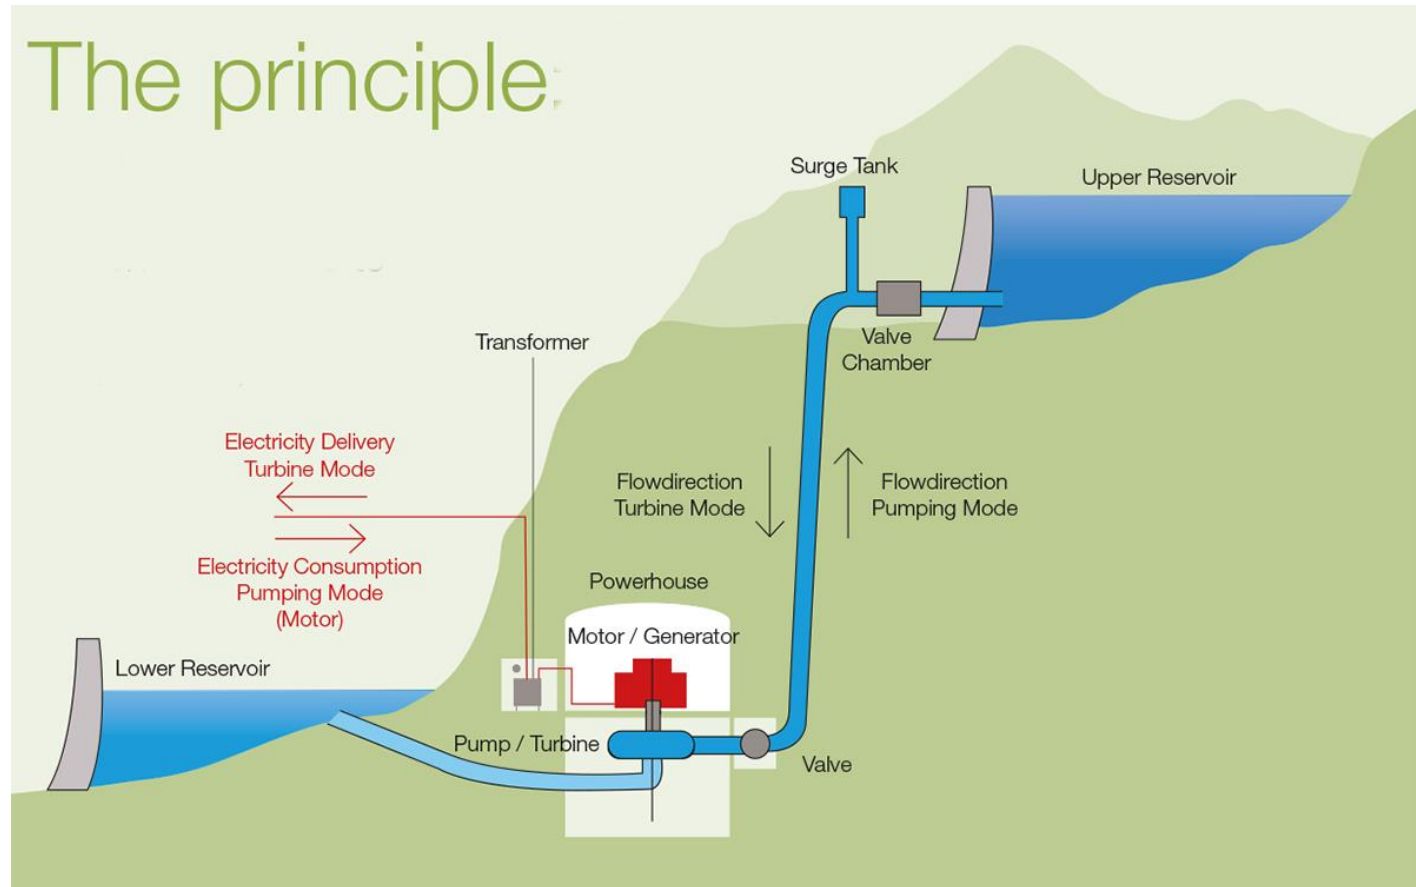 The principle
Surge Tank
Upper Reservoir
Valve
Chamber
Transformer
Electricity Delivery
Turbine Mode
Flowdirection
Turbine Mode
Flowdirection
Pumping Mode
Electricity Consumption
Pumping Mode
(Motor)
Powerhouse
Motor / Generator
Lower Reservoir
Pump / Turbine
Valve